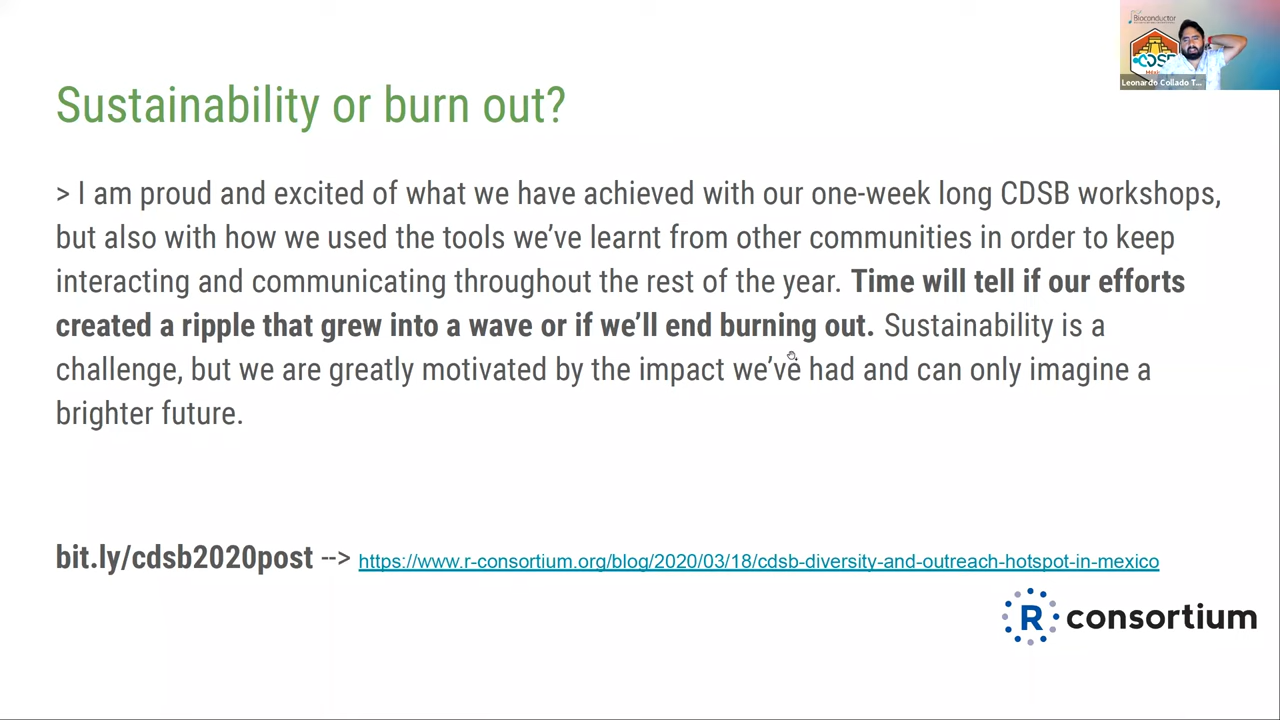 Bioconductor
CDSB
Méxi
Leonardo Collado T...
Sustainability or burn out?
> I am proud and excited of what we have achieved with our one-week long CDSB workshops,
but also with how we used the tools we’ve learnt from other communities in order to keep
interacting and communicating throughout the rest of the year. Time will tell if our efforts
created a ripple that grew into a wave or if we’ll end burning out. Sustainability is a
challenge, but we are greatly motivated by the impact we’ve had and can only imagine a
brighter future.
bit.ly/cdsb2020post --> https://www.r-consortium.org/blog/2020/03/18/cdsb-diversity-and-outreach-hotspot-in-mexico
R consortium